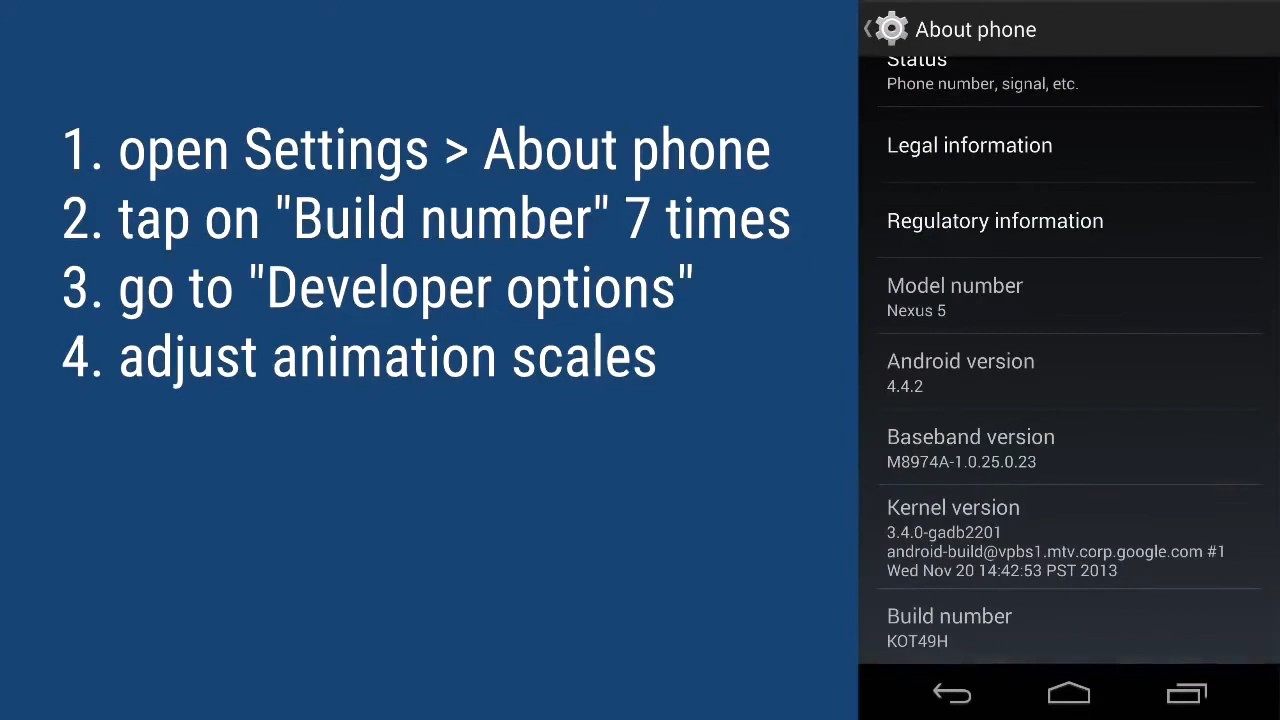 1. open Settings > About phone
2. tap on "Build number" 7 times
3. go to "Developer options"
4. adjust animation scales
About phone
Status
Phone number, signal, etc.
Legal information
Regulatory information
Model number
Nexus 5
Android version
4.4.2
Baseband version
M8974A-1.0.25.0.23
Kernel version
3.4.0-gadb2201
android-build@vpbs1.mtv.corp.google.com #1
Wed Nov 20 14:42:53 PST 2013
Build number
KOT49H